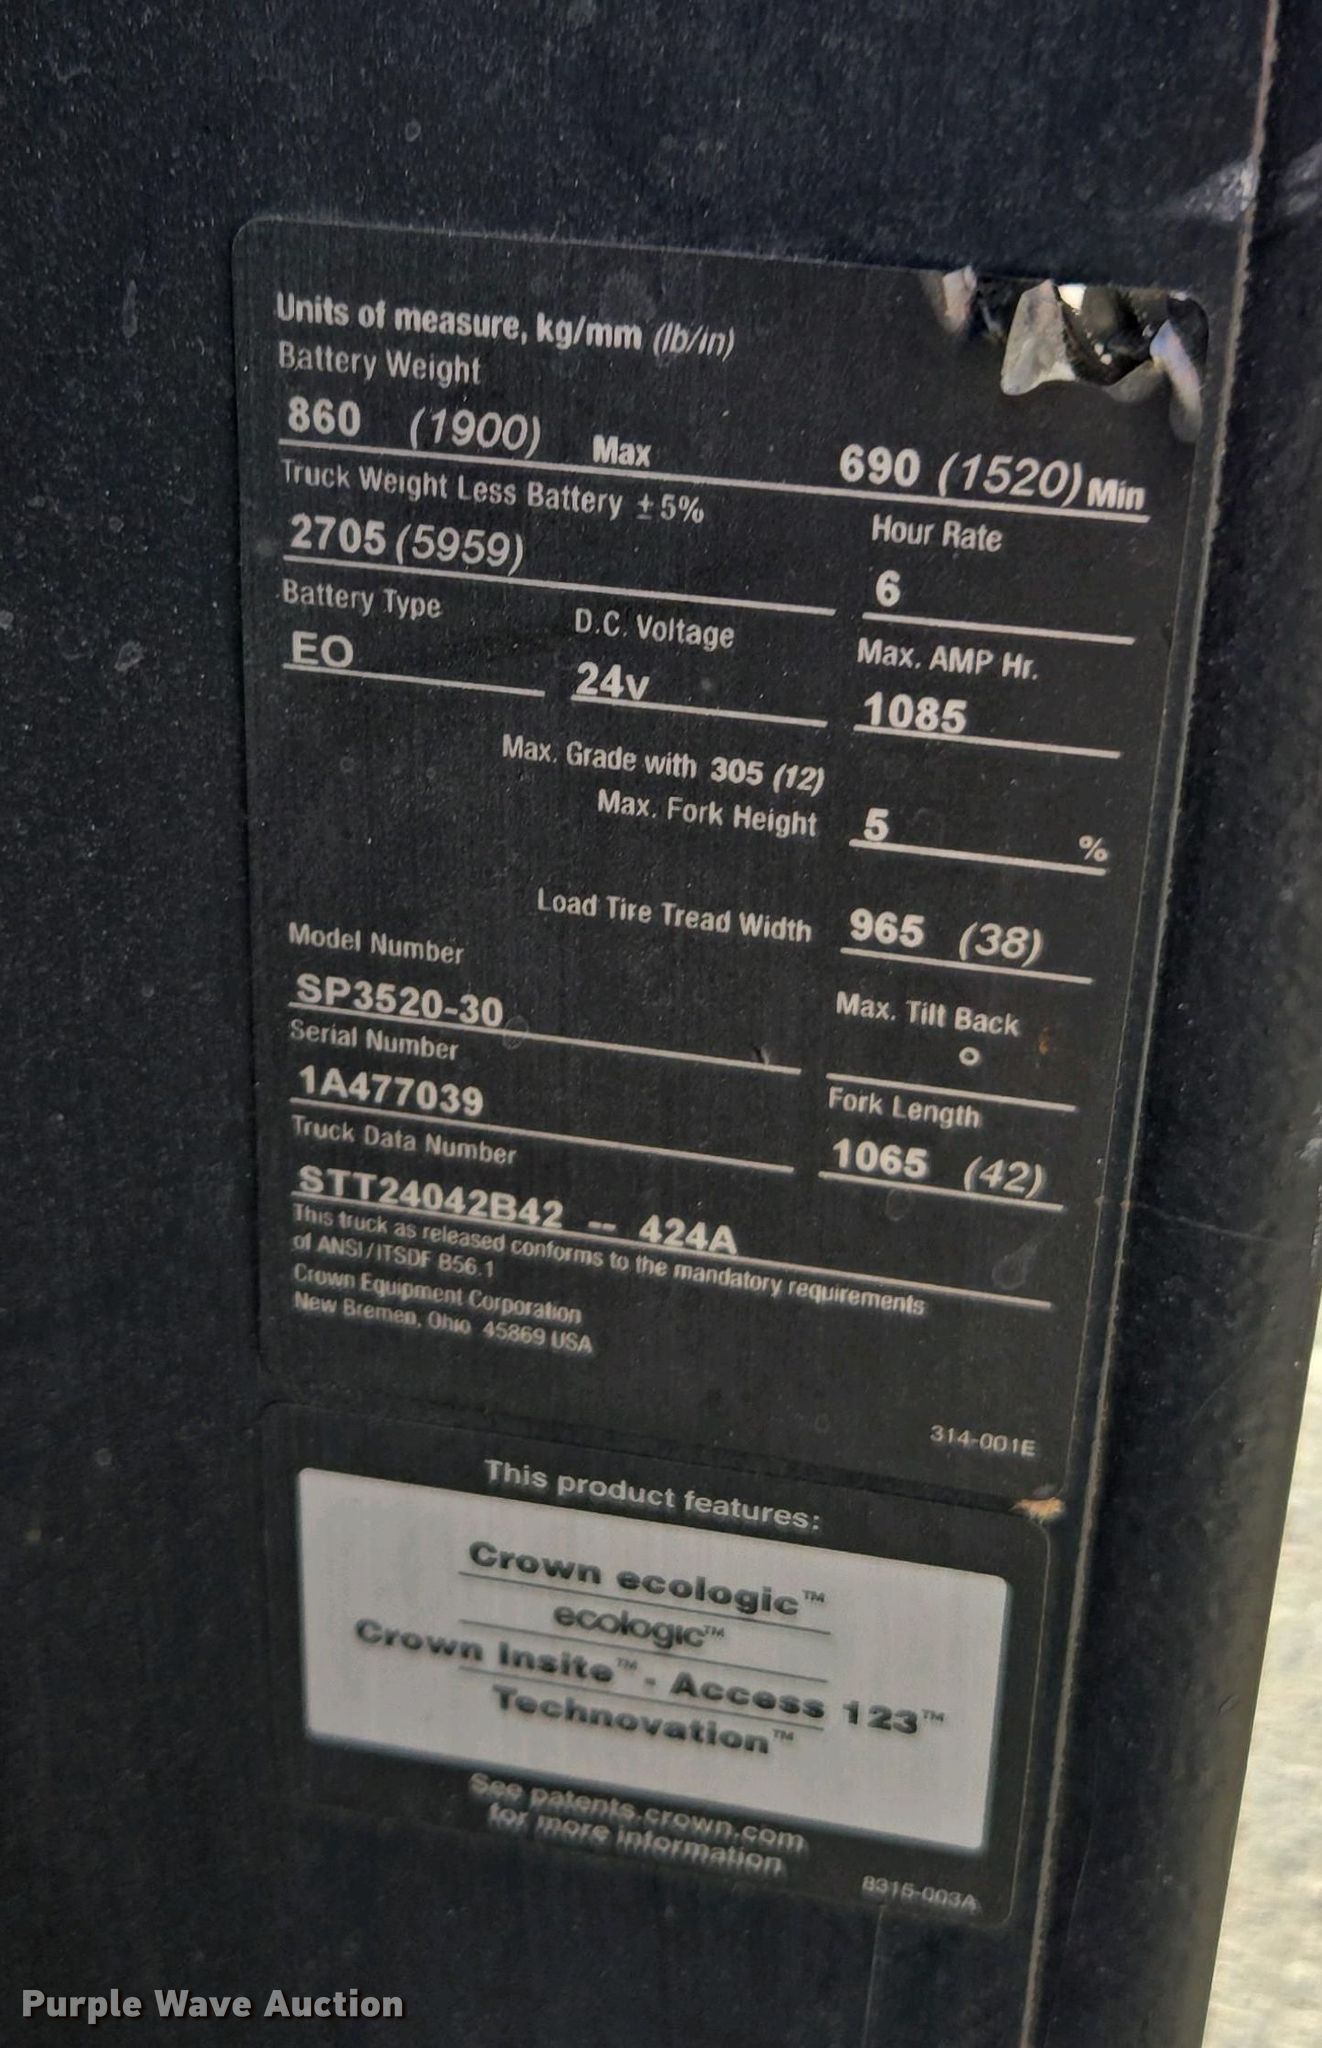 Units of measure, kg/mm (lb/in)
Battery Weight
860 (1900) Max 690 (1520) Min
Truck Weight Less Battery ±5% Hour Rate
2705 (5959) 6
Battery Type D.C. Voltage Max. AMP Hr.
EO 24v 1085
Max. Grade with 305 (12)
Max. Fork Height 5 %
Load Tire Tread Width 965 (38)
Model Number Max. Tilt Back
SP3520-30 °
Serial Number Fork Length
1A477039 1065 (42)
Truck Data Number
STT24042B42 -- 424A
This truck as released conforms to the mandatory requirements
of ANSI/ITSDF B56.1
Crown Equipment Corporation
New Bremen, Ohio 45869 USA
314-001E
This product features:
Crown ecologic™
ecologic™
Crown Insite™ - Access 123™
Technovation™
See patents.crown.com
for more information
8315-003A
Purple Wave Auction